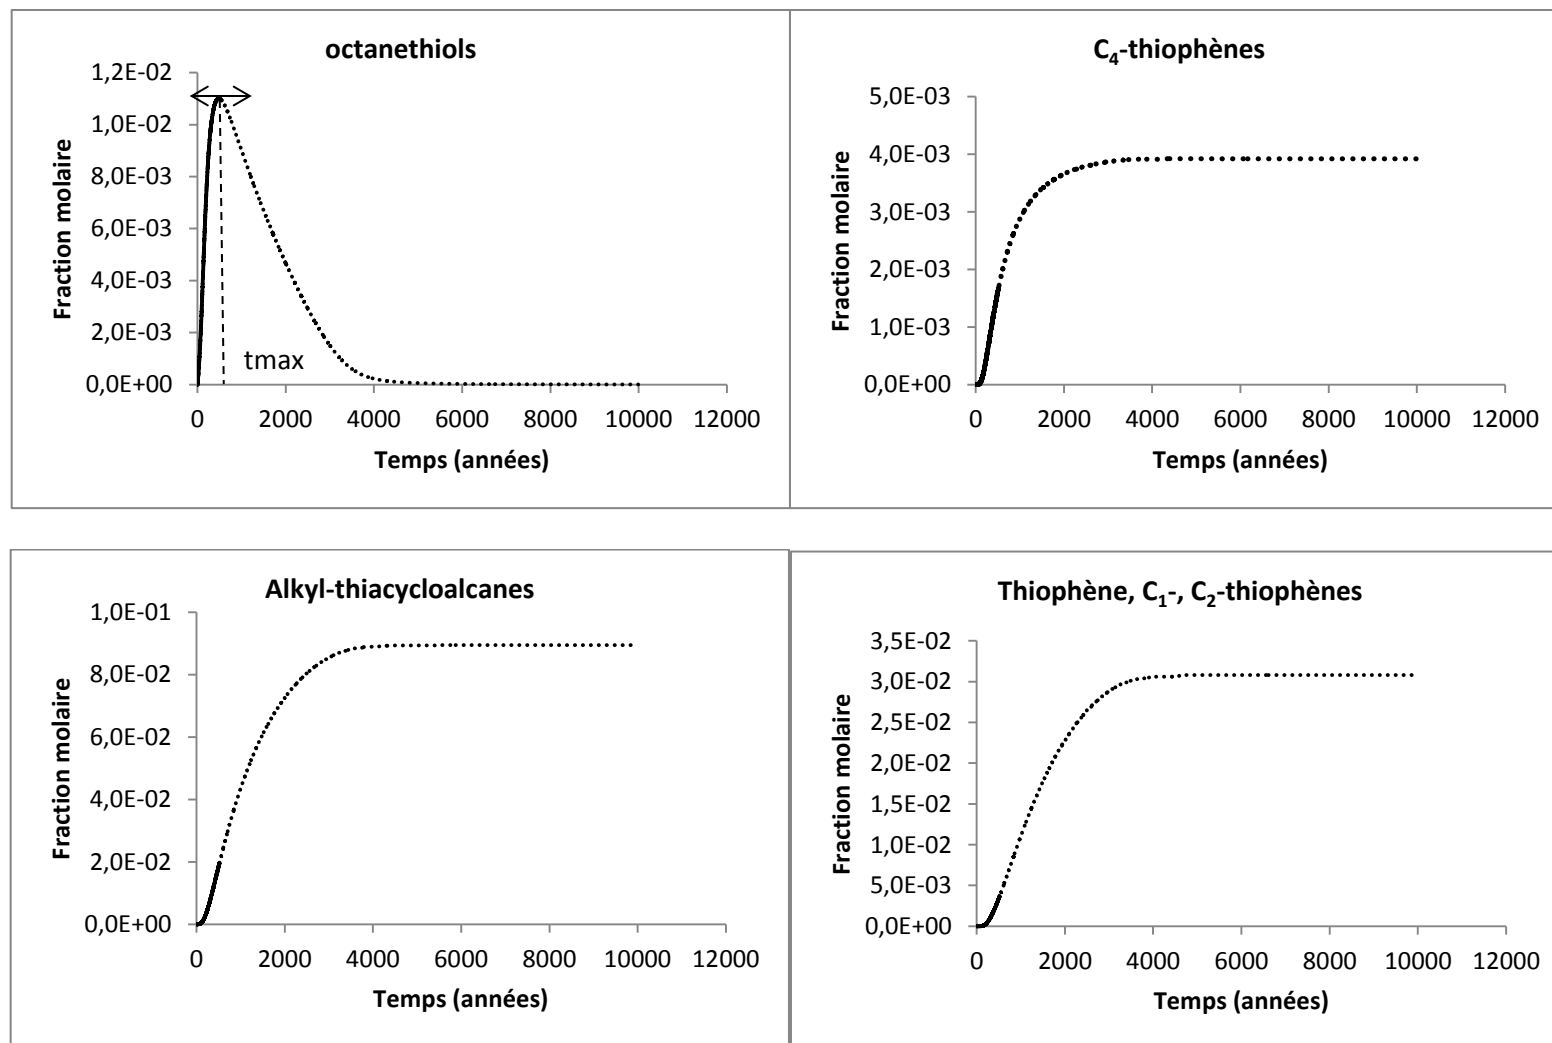 octanethiols
1,2E-02
1,0E-02
8,0E-03
6,0E-03
4,0E-03
2,0E-03
0,0E+00
Fraction molaire
tmax
0 2000 4000 6000 8000 10000 12000
Temps (années)
C4-thiophènes
5,0E-03
4,0E-03
3,0E-03
2,0E-03
1,0E-03
0,0E+00
Fraction molaire
0 2000 4000 6000 8000 10000 12000
Temps (années)
Alkyl-thiacycloalcanes
1,0E-01
8,0E-02
6,0E-02
4,0E-02
2,0E-02
0,0E+00
Fraction molaire
0 2000 4000 6000 8000 10000 12000
Temps (années)
Thiophène, C1-, C2-thiophènes
3,5E-02
3,0E-02
2,5E-02
2,0E-02
1,5E-02
1,0E-02
5,0E-03
0,0E+00
Fraction molaire
0 2000 4000 6000 8000 10000 12000
Temps (années)